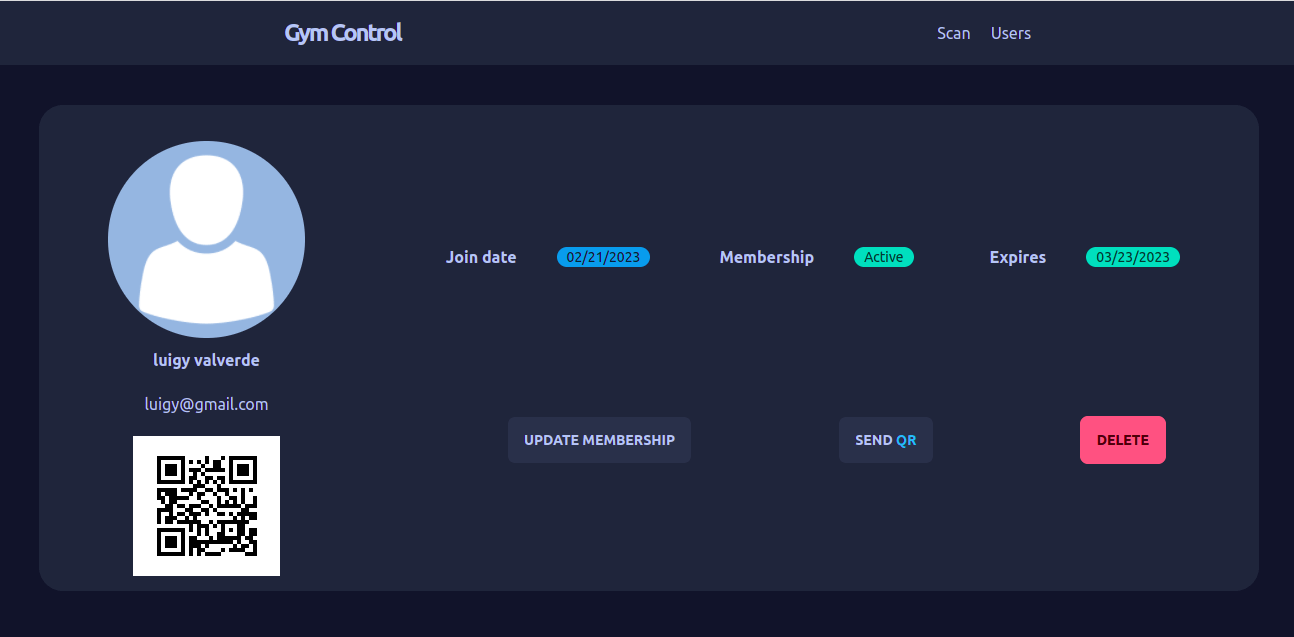 Gym Control
Scan Users
Join date 02/21/2023 Membership Active Expires 03/23/2023
luigy valverde
luigy@gmail.com
UPDATE MEMBERSHIP SEND QR DELETE